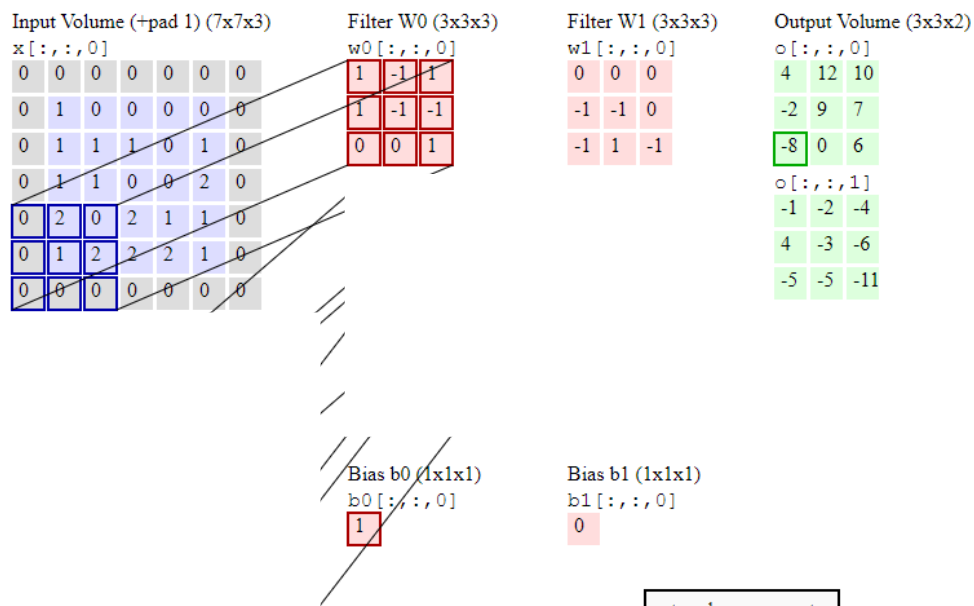 Input Volume (+pad 1) (7x7x3)
x[:,:,0]
0 0 0 0 0 0 0
0 1 0 0 0 0 0
0 1 1 1 0 1 0
0 1 1 0 0 2 0
0 2 0 2 1 1 0
0 1 2 2 2 1 0
0 0 0 0 0 0 0
Filter W0 (3x3x3)
w0[:,:,0]
1 -1 1
1 -1 -1
0 0 1
Filter W1 (3x3x3)
w1[:,:,0]
0 0 0
-1 -1 0
-1 1 -1
Output Volume (3x3x2)
o[:,:,0]
4 12 10
-2 9 7
-8 0 6
o[:,:,1]
-1 -2 -4
4 -3 -6
-5 -5 -11
Bias b0 (1x1x1)
b0[:,:,0]
1
Bias b1 (1x1x1)
b1[:,:,0]
0